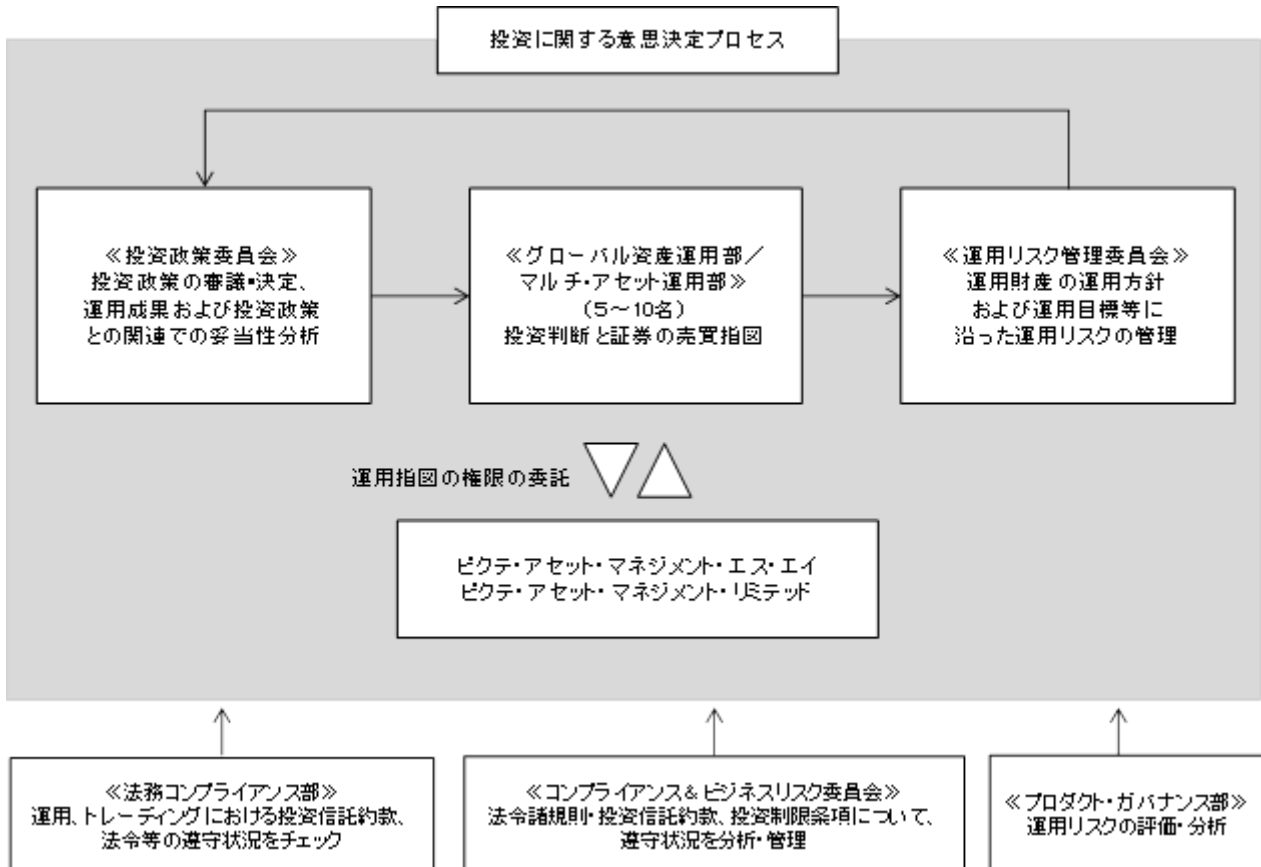 投資に関する意思決定プロセス
≪投資政策委員会≫
投資政策の審議・決定、
運用成果および投資政策
との関連での妥当性分析
≪グローバル資産運用部／
マルチ・アセット運用部≫
（5～10名）
投資判断と証券の売買指図
≪運用リスク管理委員会≫
運用財産の運用方針
および運用目標等に
沿った運用リスクの管理
運用指図の権限の委託
ピクテ・アセット・マネジメント・エス・エイ
ピクテ・アセット・マネジメント・リミテッド
≪法務コンプライアンス部≫
運用、トレーディングにおける投資信託約款、
法令等の遵守状況をチェック
≪コンプライアンス＆ビジネスリスク委員会≫
法令諸規則・投資信託約款、投資制限条項について、
遵守状況を分析・管理
≪プロダクト・ガバナンス部≫
運用リスクの評価・分析